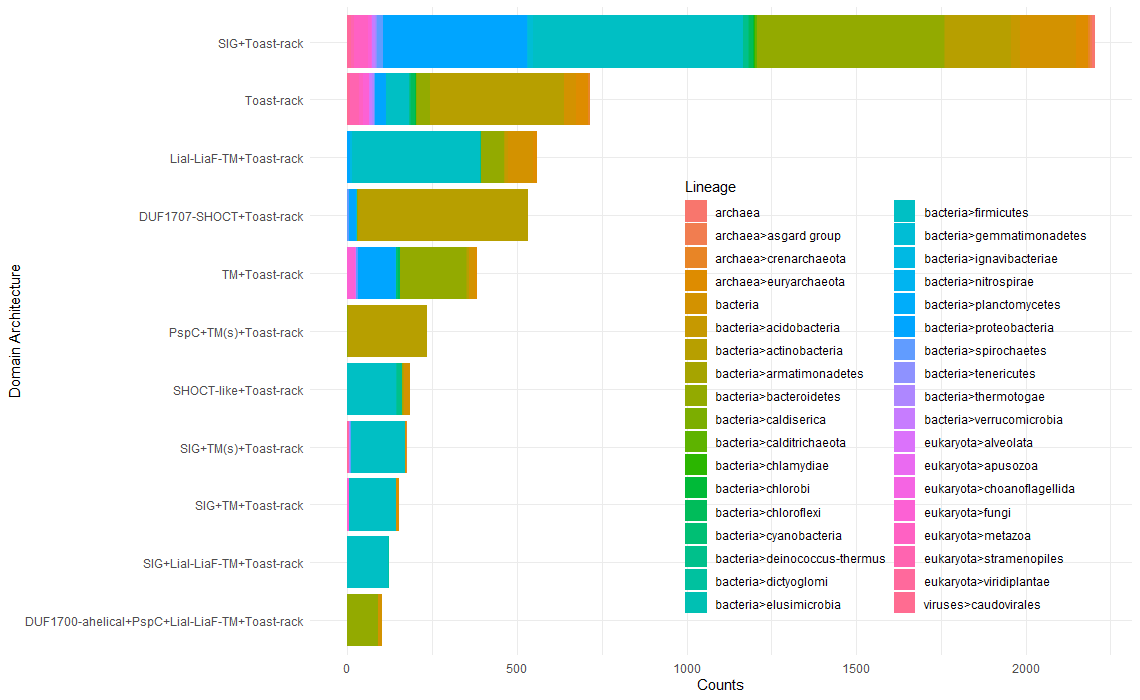 Domain Architecture
SIG+Toast-rack
Toast-rack
LiaI-LiaF-TM+Toast-rack
DUF1707-SHOCT+Toast-rack
TM+Toast-rack
PspC+TM(s)+Toast-rack
SHOCT-like+Toast-rack
SIG+TM(s)+Toast-rack
SIG+TM+Toast-rack
SIG+LiaI-LiaF-TM+Toast-rack
DUF1700-ahelical+PspC+LiaI-LiaF-TM+Toast-rack
Lineage
archaea
archaea>asgard group
archaea>crenarchaeota
archaea>euryarchaeota
bacteria
bacteria>acidobacteria
bacteria>actinobacteria
bacteria>armatimonadetes
bacteria>bacteroidetes
bacteria>caldiserica
bacteria>calditrichaeota
bacteria>chlamydiae
bacteria>chlorobi
bacteria>chloroflexi
bacteria>cyanobacteria
bacteria>deinococcus-thermus
bacteria>dictyoglomi
bacteria>elusimicrobia
bacteria>firmicutes
bacteria>gemmatimonadetes
bacteria>ignavibacteriae
bacteria>nitrospirae
bacteria>planctomycetes
bacteria>proteobacteria
bacteria>spirochaetes
bacteria>tenericutes
bacteria>thermotogae
bacteria>verrucomicrobia
eukaryota>alveolata
eukaryota>apusozoa
eukaryota>choanoflagellida
eukaryota>fungi
eukaryota>metazoa
eukaryota>stramenopiles
eukaryota>viridiplantae
viruses>caudovirales
0 500 1000 1500 2000
Counts